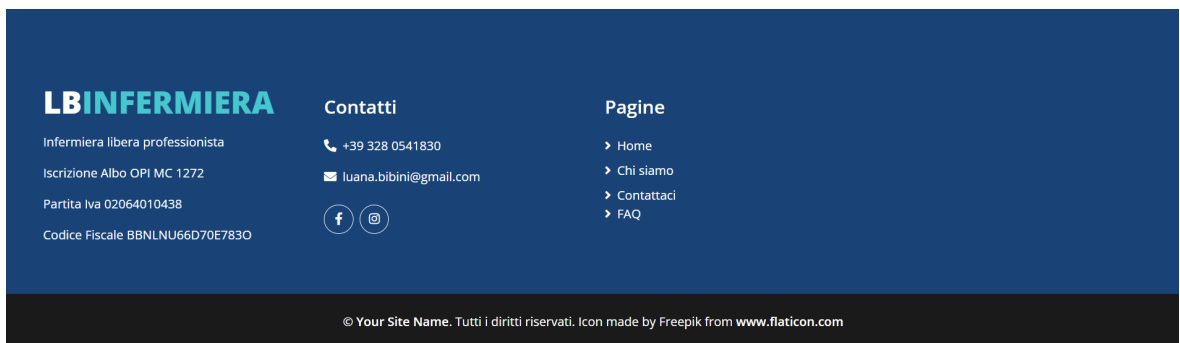 LBINFERMIERA
Infermiera libera professionista
Iscrizione Albo OPI MC 1272
Partita Iva 02064010438
Codice Fiscale BBNLNU66D70E783O
Contatti
+39 328 0541830
luana.bibini@gmail.com
Pagine
Home
Chi siamo
Contattaci
FAQ
© Your Site Name. Tutti i diritti riservati. Icon made by Freepik from www.flaticon.com